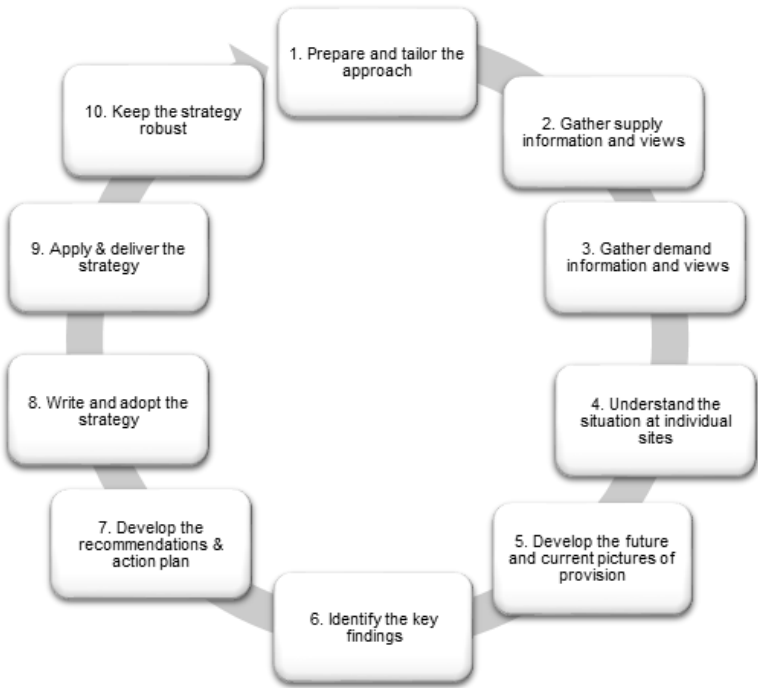 1. Prepare and tailor the
approach
2. Gather supply
information and views
3. Gather demand
information and views
4. Understand the
situation at individual
sites
5. Develop the future
and current pictures of
provision
6. Identify the key
findings
7. Develop the
recommendations &
action plan
8. Write and adopt the
strategy
9. Apply & deliver the
strategy
10. Keep the strategy
robust